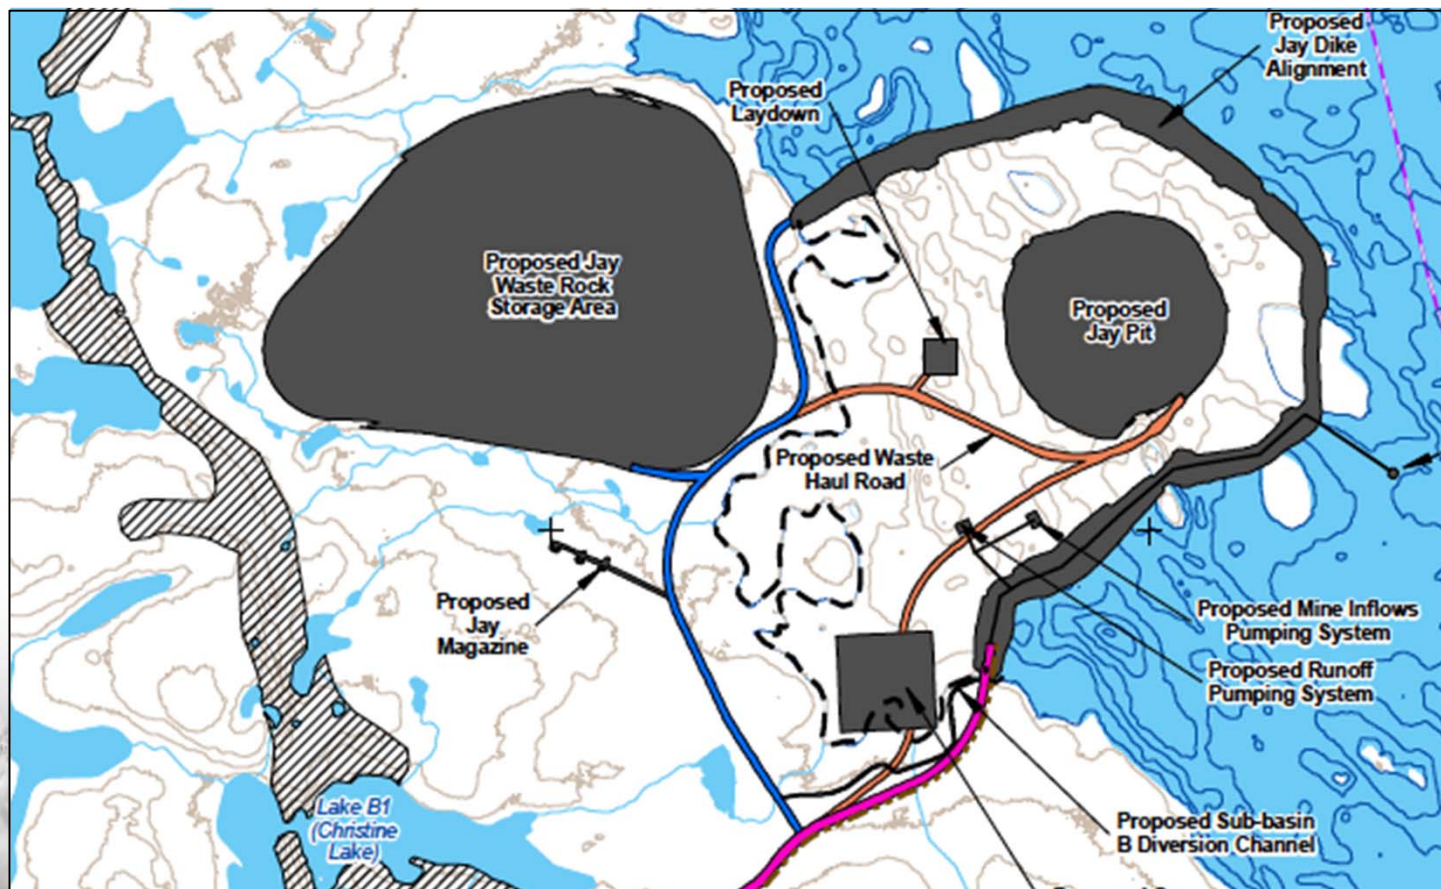 Proposed
Jay Dike
Alignment
Proposed
Laydown
Proposed Jay
Waste Rock
Storage Area
Proposed
Jay Pit
Proposed Waste
Haul Road
Proposed
Jay
Magazine
Proposed Mine Inflows
Pumping System
Proposed Runoff
Pumping System
Lake B1
(Christine
Lake)
Proposed Sub-basin
B Diversion Channel